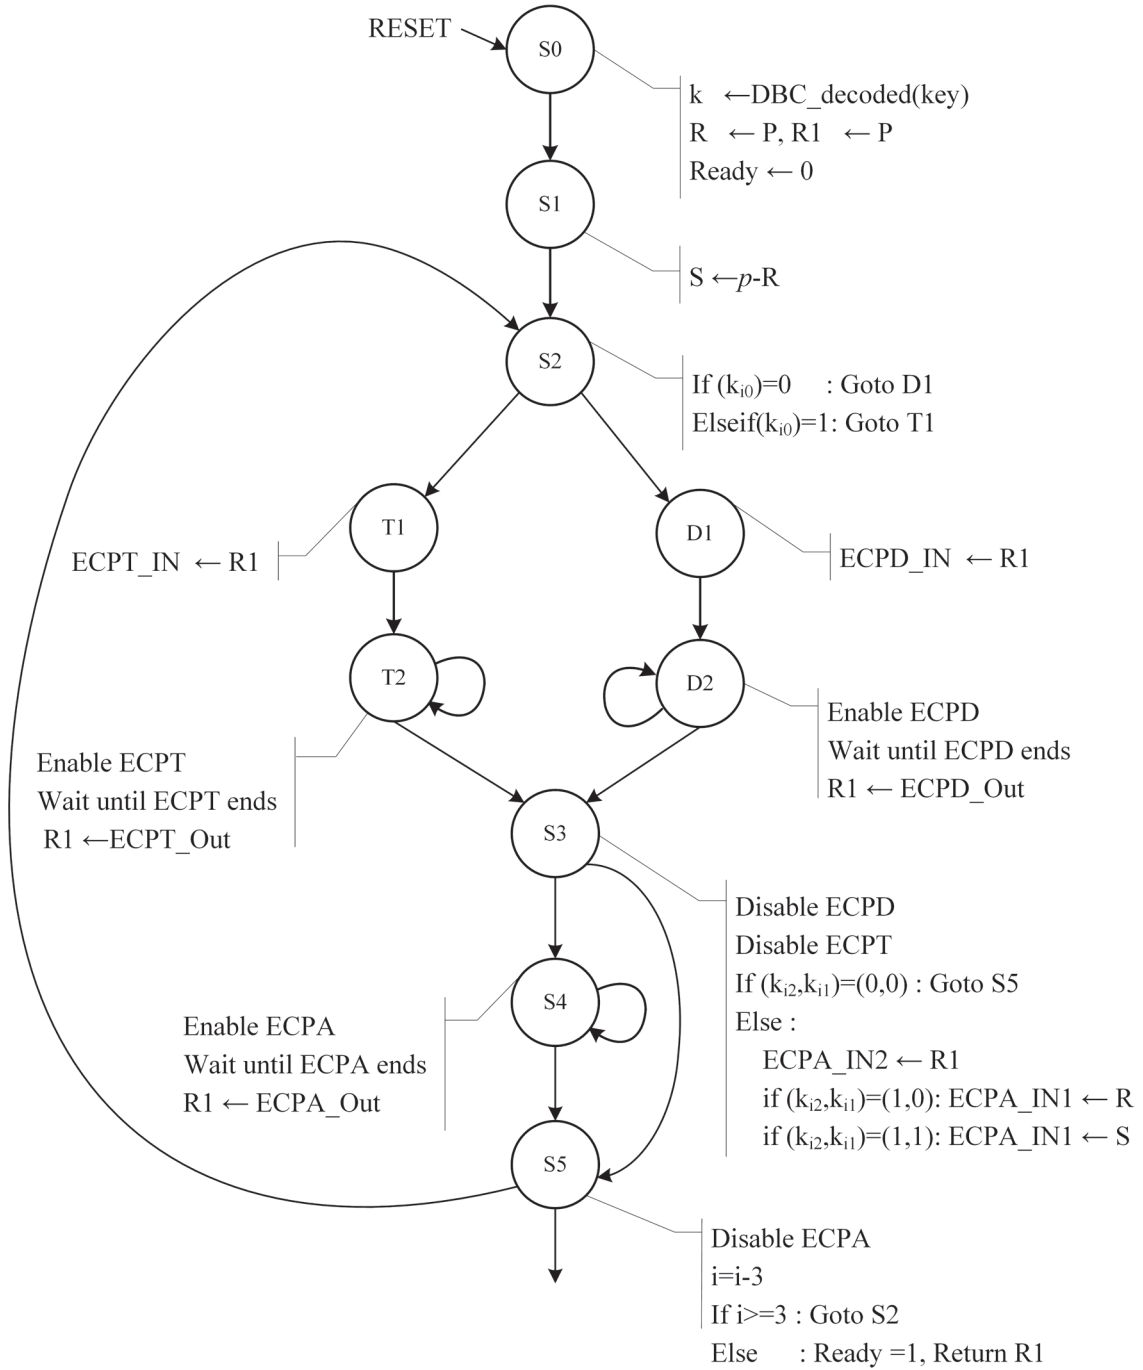 RESET
S0
k ←DBC_decoded(key)
R ← P, R1 ← P
Ready ← 0
S1
S ←p-R
S2
If (ki0)=0 : Goto D1
Elseif(ki0)=1: Goto T1
T1
D1
ECPT_IN ← R1
ECPD_IN ← R1
T2
D2
Enable ECPT
Wait until ECPT ends
R1 ←ECPT_Out
Enable ECPD
Wait until ECPD ends
R1 ← ECPD_Out
S3
Disable ECPD
Disable ECPT
If (ki2,ki1)=(0,0) : Goto S5
Else :
ECPA_IN2 ← R1
if (ki2,ki1)=(1,0): ECPA_IN1 ← R
if (ki2,ki1)=(1,1): ECPA_IN1 ← S
S4
Enable ECPA
Wait until ECPA ends
R1 ← ECPA_Out
S5
Disable ECPA
i=i-3
If i>=3 : Goto S2
Else : Ready =1, Return R1